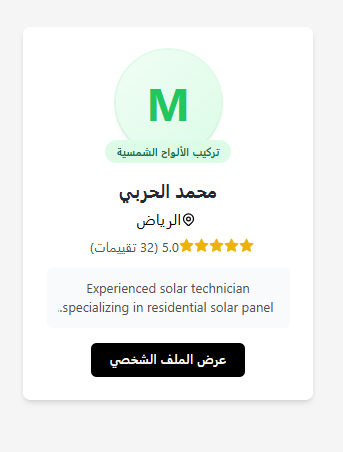 M
تركيب الألواح الشمسية
محمد الحربي
الرياض
5.0 (32 تقييمات)
Experienced solar technician
specializing in residential solar panel..
عرض الملف الشخصي